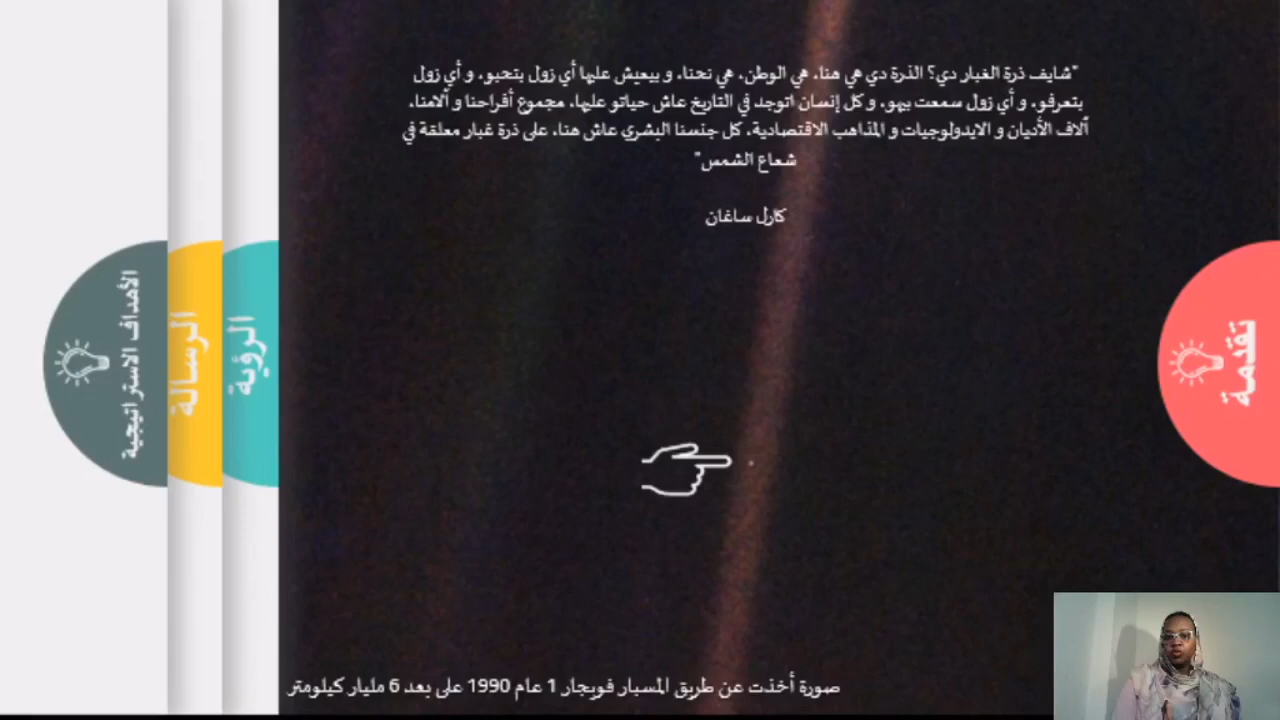 "شايف ذرة الغبار دي؟ الذرة دي هي هنا، هي الوطن، هي نحنا، و بيعيش عليها أي زول بتحبو، و أي زول
بتعرفو، و أي زول سمعت بيهو، و كل إنسان اتوجد في التاريخ عاش حياتو عليها، مجموع أفراحنا و آلامنا،
آلاف الأديان و الايدولوجيات و المذاهب الاقتصادية، كل جنسنا البشري عاش هنا، على ذرة غبار معلقة في
شعاع الشمس"
كارل ساغان
تقدمة
الرؤية
الرسالة
الأهداف الاستراتيجية
صورة أخذت عن طريق المسبار فويجار 1 عام 1990 على بعد 6 مليار كيلومتر